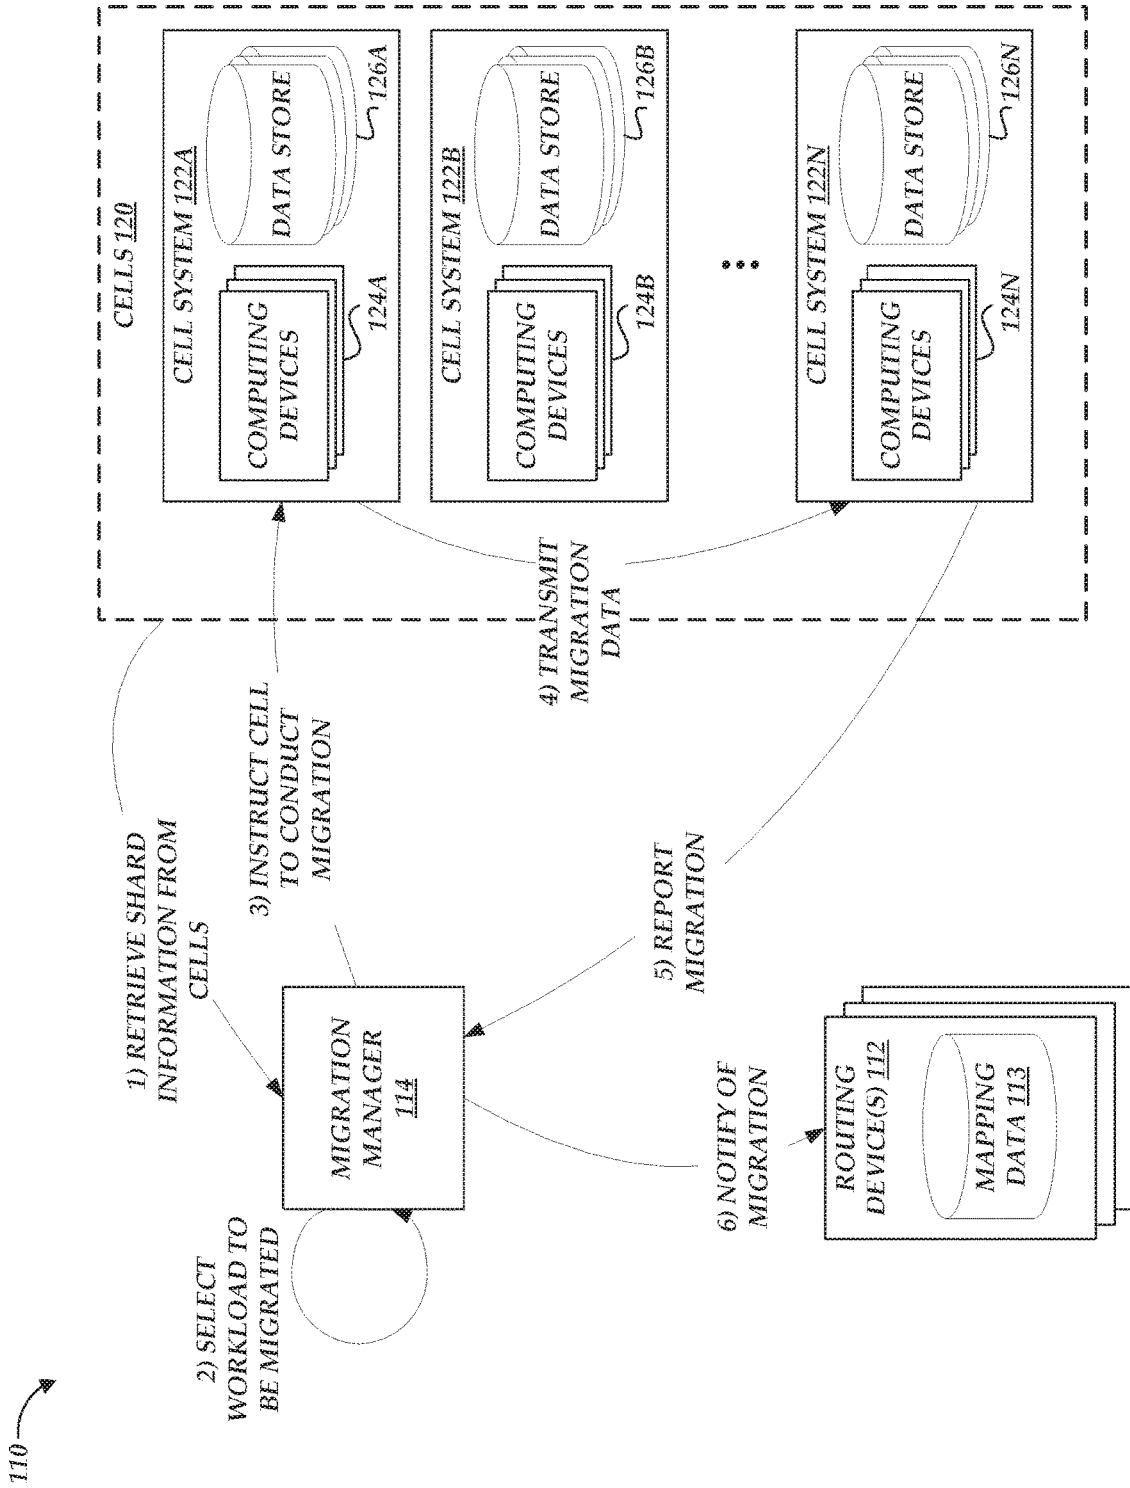 110
2) SELECT
WORKLOAD TO
BE MIGRATED
MIGRATION
MANAGER
114
1) RETRIEVE SHARD
INFORMATION FROM
CELLS
3) INSTRUCT CELL
TO CONDUCT
MIGRATION
4) TRANSMIT
MIGRATION
DATA
5) REPORT
MIGRATION
6) NOTIFY OF
MIGRATION
ROUTING
DEVICE(S) 112
MAPPING
DATA 113
CELLS 120
CELL SYSTEM 122A
COMPUTING
DEVICES
124A
DATA STORE
126A
CELL SYSTEM 122B
COMPUTING
DEVICES
124B
DATA STORE
126B
CELL SYSTEM 122N
COMPUTING
DEVICES
124N
DATA STORE
126N